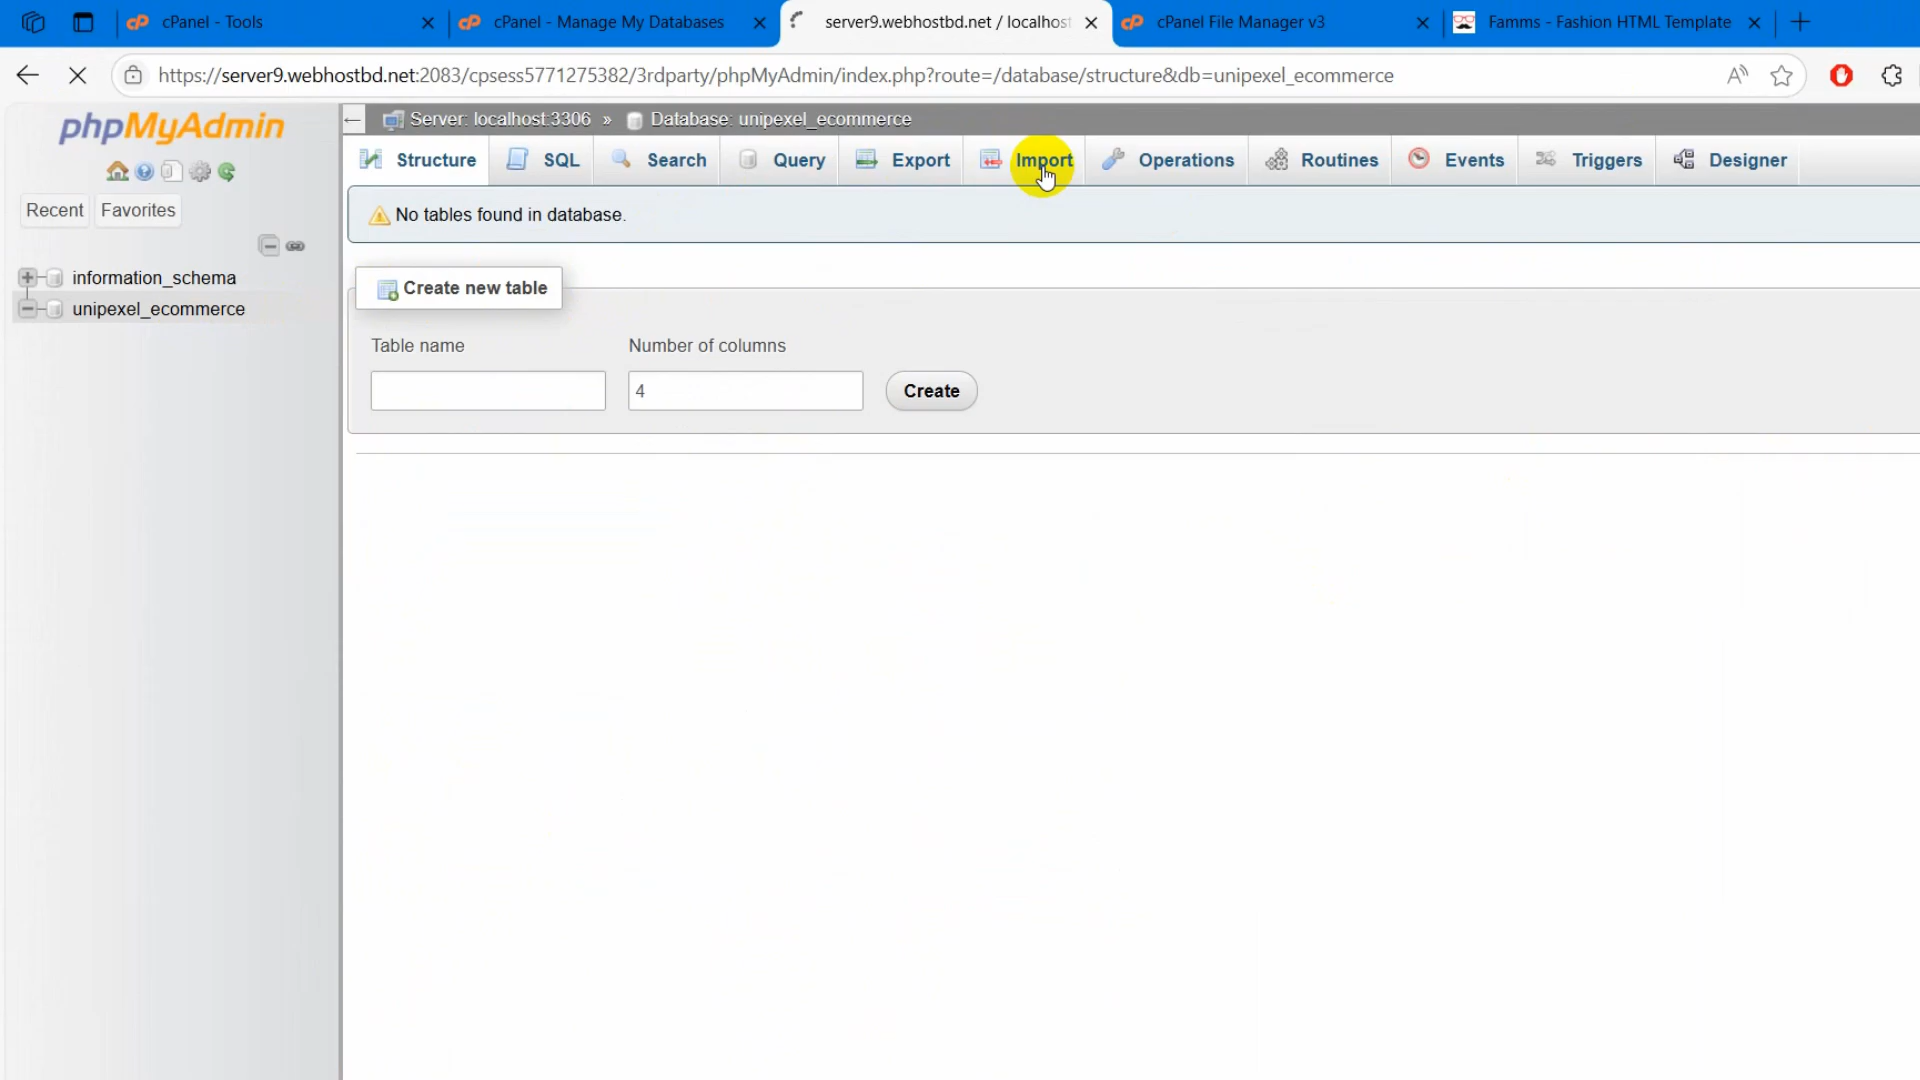 cPanel - Tools
cPanel - Manage My Databases
server9.webhostbd.net / localhost
cPanel File Manager v3
Famms - Fashion HTML Template
https://server9.webhostbd.net:2083/cpsess5771275382/3rdparty/phpMyAdmin/index.php?route=/database/structure&db=unipexel_ecommerce
phpMyAdmin
Server: localhost:3306 » Database: unipexel_ecommerce
Structure SQL Search Query Export Import Operations Routines Events Triggers Designer
Recent Favorites
No tables found in database.
information_schema
unipexel_ecommerce
Create new table
Table name Number of columns
4 Create